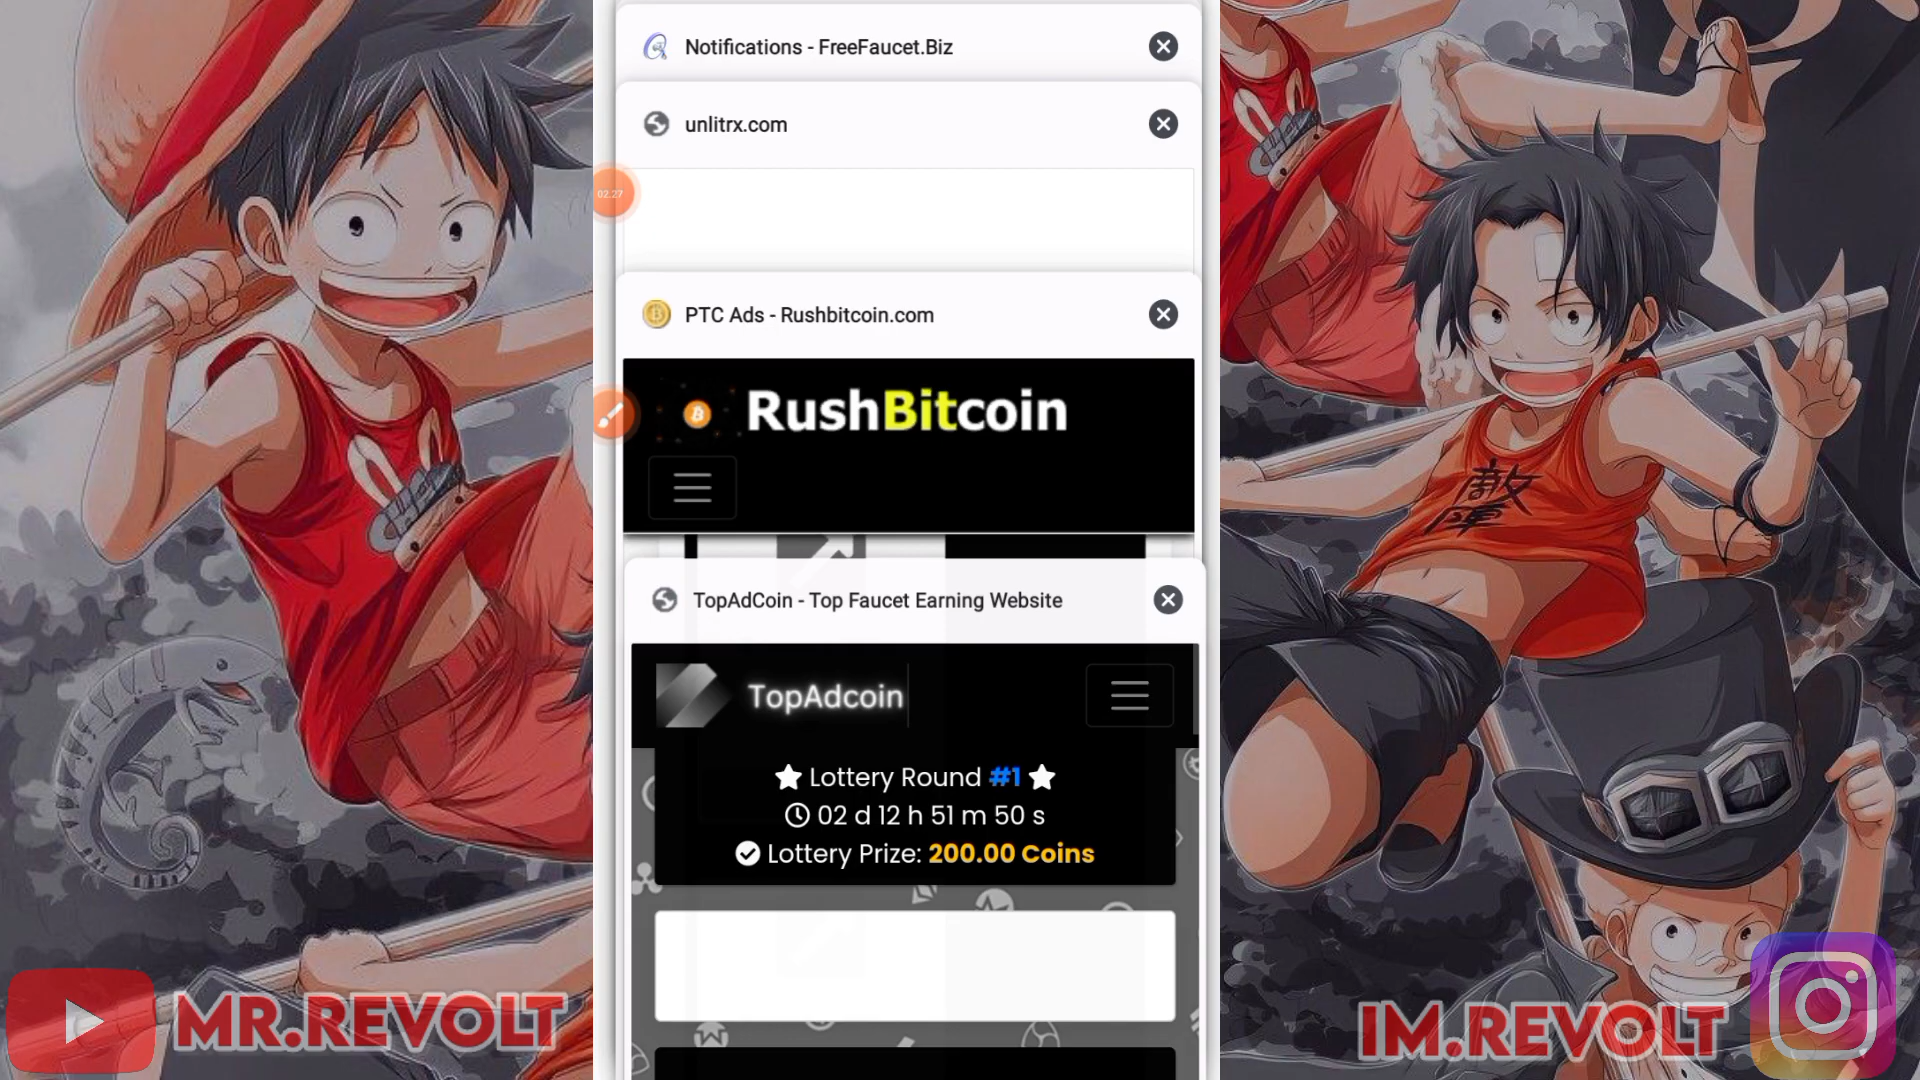 Notifications - FreeFaucet.Biz
unlitrx.com
02:27
PTC Ads - Rushbitcoin.com
RushBitcoin
TopAdCoin - Top Faucet Earning Website
TopAdcoin
Lottery Round #1
02 d 12 h 51 m 50 s
Lottery Prize: 200.00 Coins
MR.REVOLT
IM.REVOLT